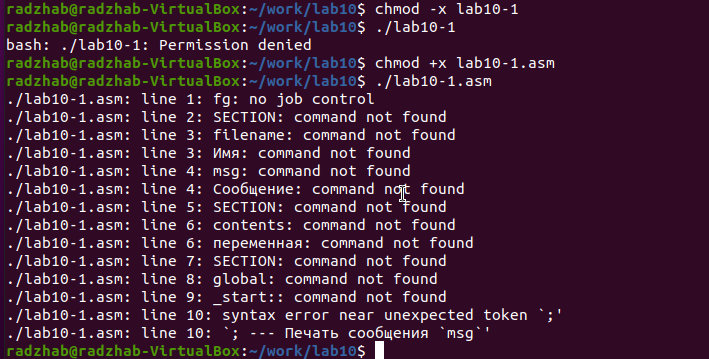 radzhab@radzhab-VirtualBox:~/work/lab10$ chmod -x lab10-1
radzhab@radzhab-VirtualBox:~/work/lab10$ ./lab10-1
bash: ./lab10-1: Permission denied
radzhab@radzhab-VirtualBox:~/work/lab10$ chmod +x lab10-1.asm
radzhab@radzhab-VirtualBox:~/work/lab10$ ./lab10-1.asm
./lab10-1.asm: line 1: fg: no job control
./lab10-1.asm: line 2: SECTION: command not found
./lab10-1.asm: line 3: filename: command not found
./lab10-1.asm: line 3: Имя: command not found
./lab10-1.asm: line 4: msg: command not found
./lab10-1.asm: line 4: Сообщение: command not found
./lab10-1.asm: line 5: SECTION: command not found
./lab10-1.asm: line 6: contents: command not found
./lab10-1.asm: line 6: переменная: command not found
./lab10-1.asm: line 7: SECTION: command not found
./lab10-1.asm: line 8: global: command not found
./lab10-1.asm: line 9: _start:: command not found
./lab10-1.asm: line 10: syntax error near unexpected token `;'
./lab10-1.asm: line 10: `; --- Печать сообщения `msg`'
radzhab@radzhab-VirtualBox:~/work/lab10$